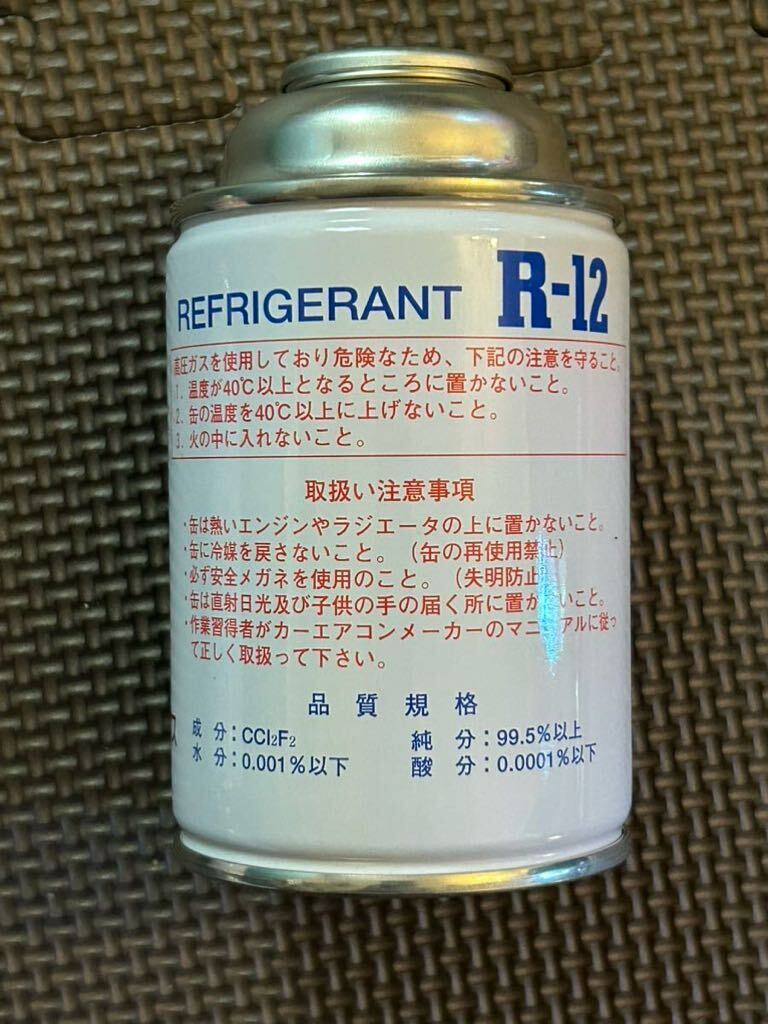 REFRIGERANT R-12
高圧ガスを使用しており危険なため、下記の注意を守ること。
1. 温度が40℃以上となるところに置かないこと。
2. 缶の温度を40℃以上に上げないこと。
3. 火の中に入れないこと。
取扱い注意事項
・缶は熱いエンジンやラジエータの上に置かないこと。
・缶に冷媒を戻さないこと。(缶の再使用禁止)
・必ず安全メガネを使用のこと。(失明防止)
・缶は直射日光及び子供の手の届く所に置かないこと。
・作業習得者がカーエアコンメーカーのマニュアルに従っ
て正しく取扱って下さい。
品質規格
成分:CCl₂F₂ 純分:99.5%以上
水分:0.001%以下 酸分:0.0001%以下
ス